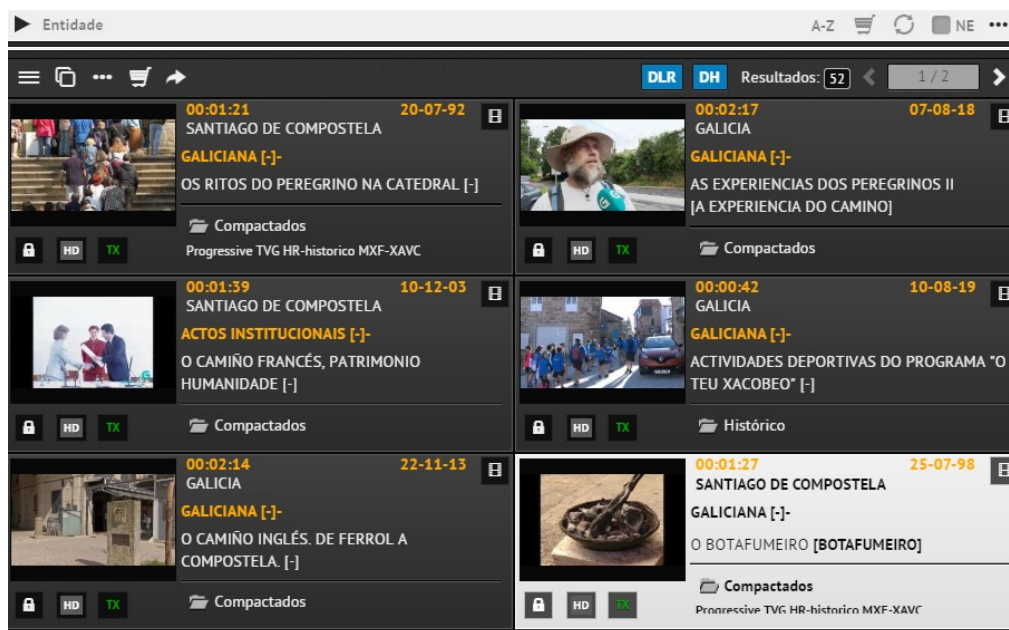 Entidade
A-Z
NE
DLR DH Resultados: 52 1 / 2
00:01:21 20-07-92
SANTIAGO DE COMPOSTELA
GALICIANA [-]-
OS RITOS DO PEREGRINO NA CATEDRAL [-]
Compactados
HD TX Progressive TVG HR-historico MXF-XAVC
00:02:17 07-08-18
GALICIA
GALICIANA [-]-
AS EXPERIENCIAS DOS PEREGRINOS II
[A EXPERIENCIA DO CAMINO]
HD TX Compactados
00:01:39 10-12-03
SANTIAGO DE COMPOSTELA
ACTOS INSTITUCIONAIS [-]-
O CAMIÑO FRANCÉS, PATRIMONIO
HUMANIDADE [-]
HD TX Compactados
00:00:42 10-08-19
GALICIA
GALICIANA [-]-
ACTIVIDADES DEPORTIVAS DO PROGRAMA "O
TEU XACOBEO" [-]
HD TX Histórico
00:02:14 22-11-13
GALICIA
GALICIANA [-]-
O CAMIÑO INGLÉS. DE FERROL A
COMPOSTELA. [-]
HD TX Compactados
00:01:27 25-07-98
SANTIAGO DE COMPOSTELA
GALICIANA [-]-
O BOTAFUMEIRO [BOTAFUMEIRO]
Compactados
HD TX Progressive TVG HR-historico MXF-XAVC